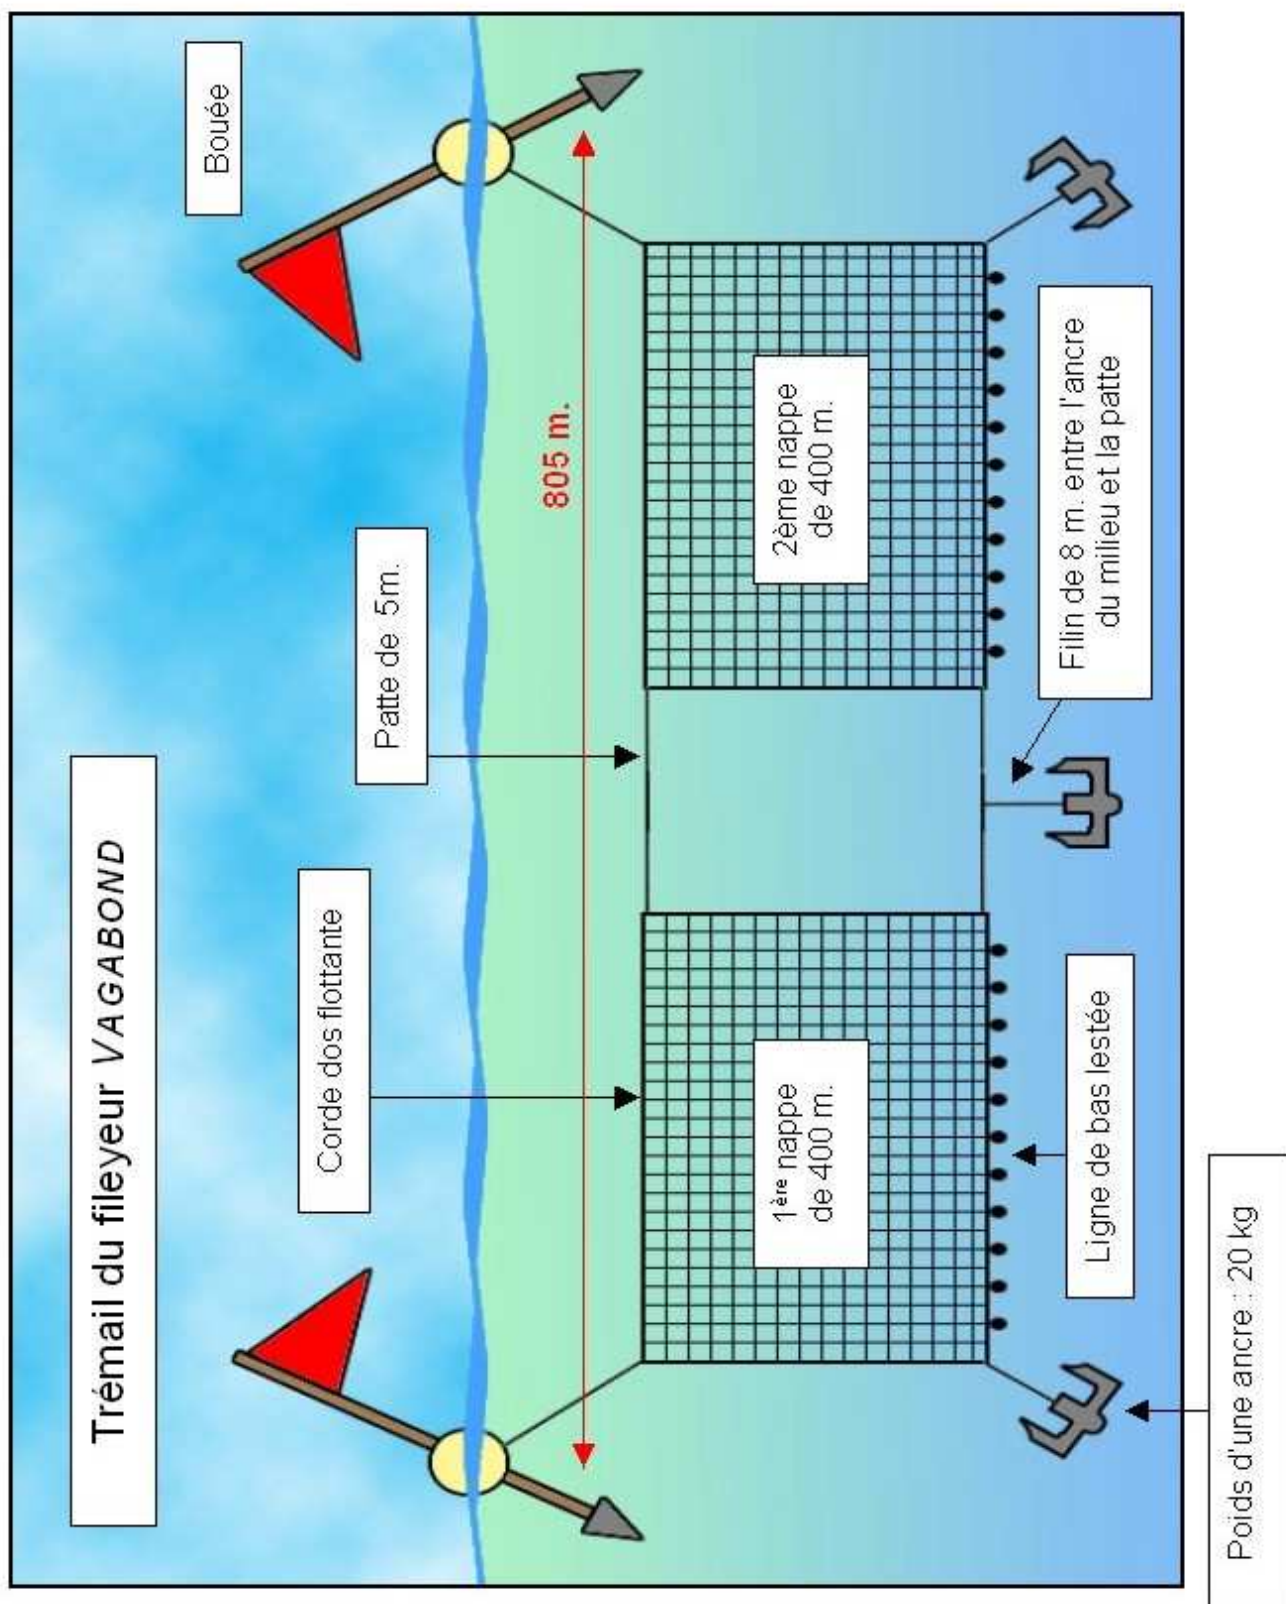 Trémail du fileyeur VAGABOND
Bouée
Patte de 5m.
Corde dos flottante
805 m.
1ère nappe
de 400 m.
2ème nappe
de 400 m.
Filin de 8 m. entre l'ancre
du milieu et la patte
Ligne de bas lestée
Poids d'une ancre : 20 kg